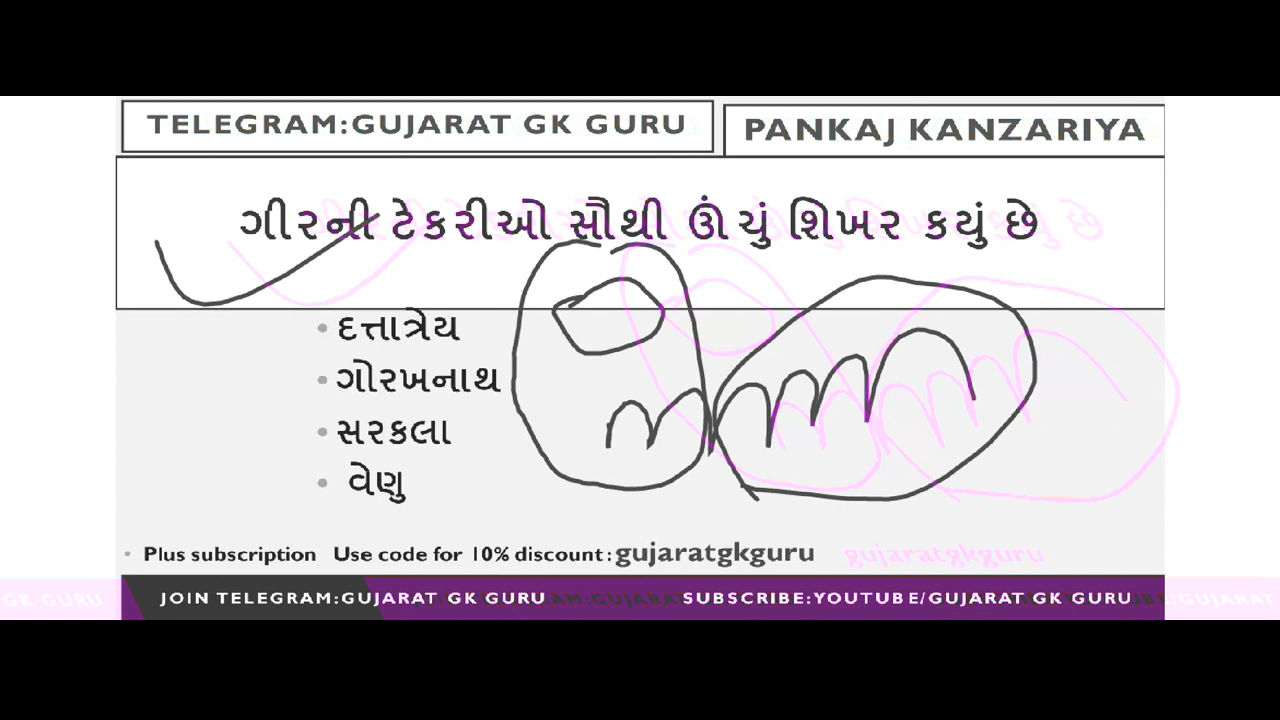 TELEGRAM:GUJARAT GK GURU
PANKAJ KANZARIYA
ગીરની ટેકરીઓ સૌથી ઊંચું શિખર કયું છે
• દત્તાત્રેય
• ગોરખનાથ
• સરકલા
• વેણુ
• Plus subscription Use code for 10% discount : gujaratgkguru
JOIN TELEGRAM:GUJARAT GK GURU SUBSCRIBE:YOUTUBE/GUJARAT GK GURU